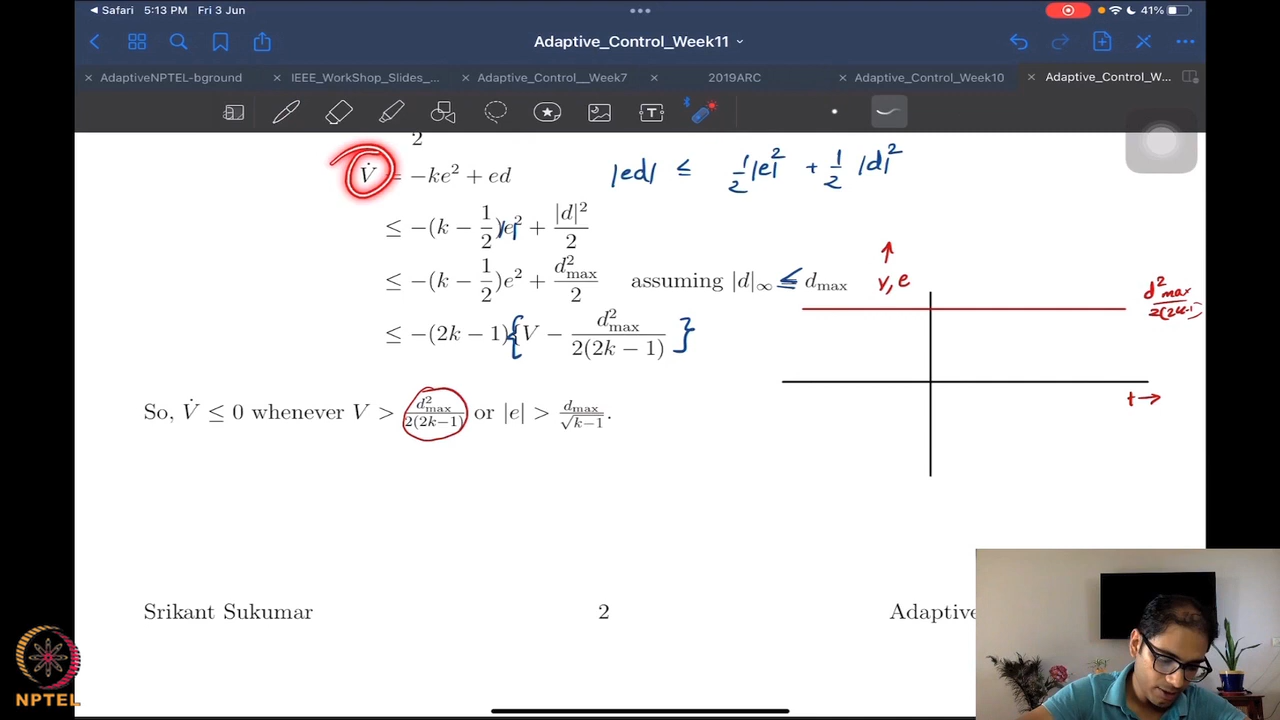 Safari 5:13 PM Fri 3 Jun 41%
Adaptive_Control_Week11
AdaptiveNPTEL-bground IEEE_WorkShop_Slides_... Adaptive_Control__Week7 2019ARC Adaptive_Control_Week10 Adaptive_Control_W...
2
V̇ = −ke² + ed |ed| ≤ 1/2 |e|² + 1/2 |d|²
≤ −(k − 1/2)|e|² + |d|²/2
≤ −(k − 1/2)e² + d²max/2 assuming |d|∞ ≤ dmax
≤ −(2k − 1){V − d²max/2(2k − 1)}
V, e
d²max/2(2k-1)
t→
So, V̇ ≤ 0 whenever V > d²max/2(2k−1) or |e| > dmax/√k−1.
Srikant Sukumar 2 Adaptive
NPTEL